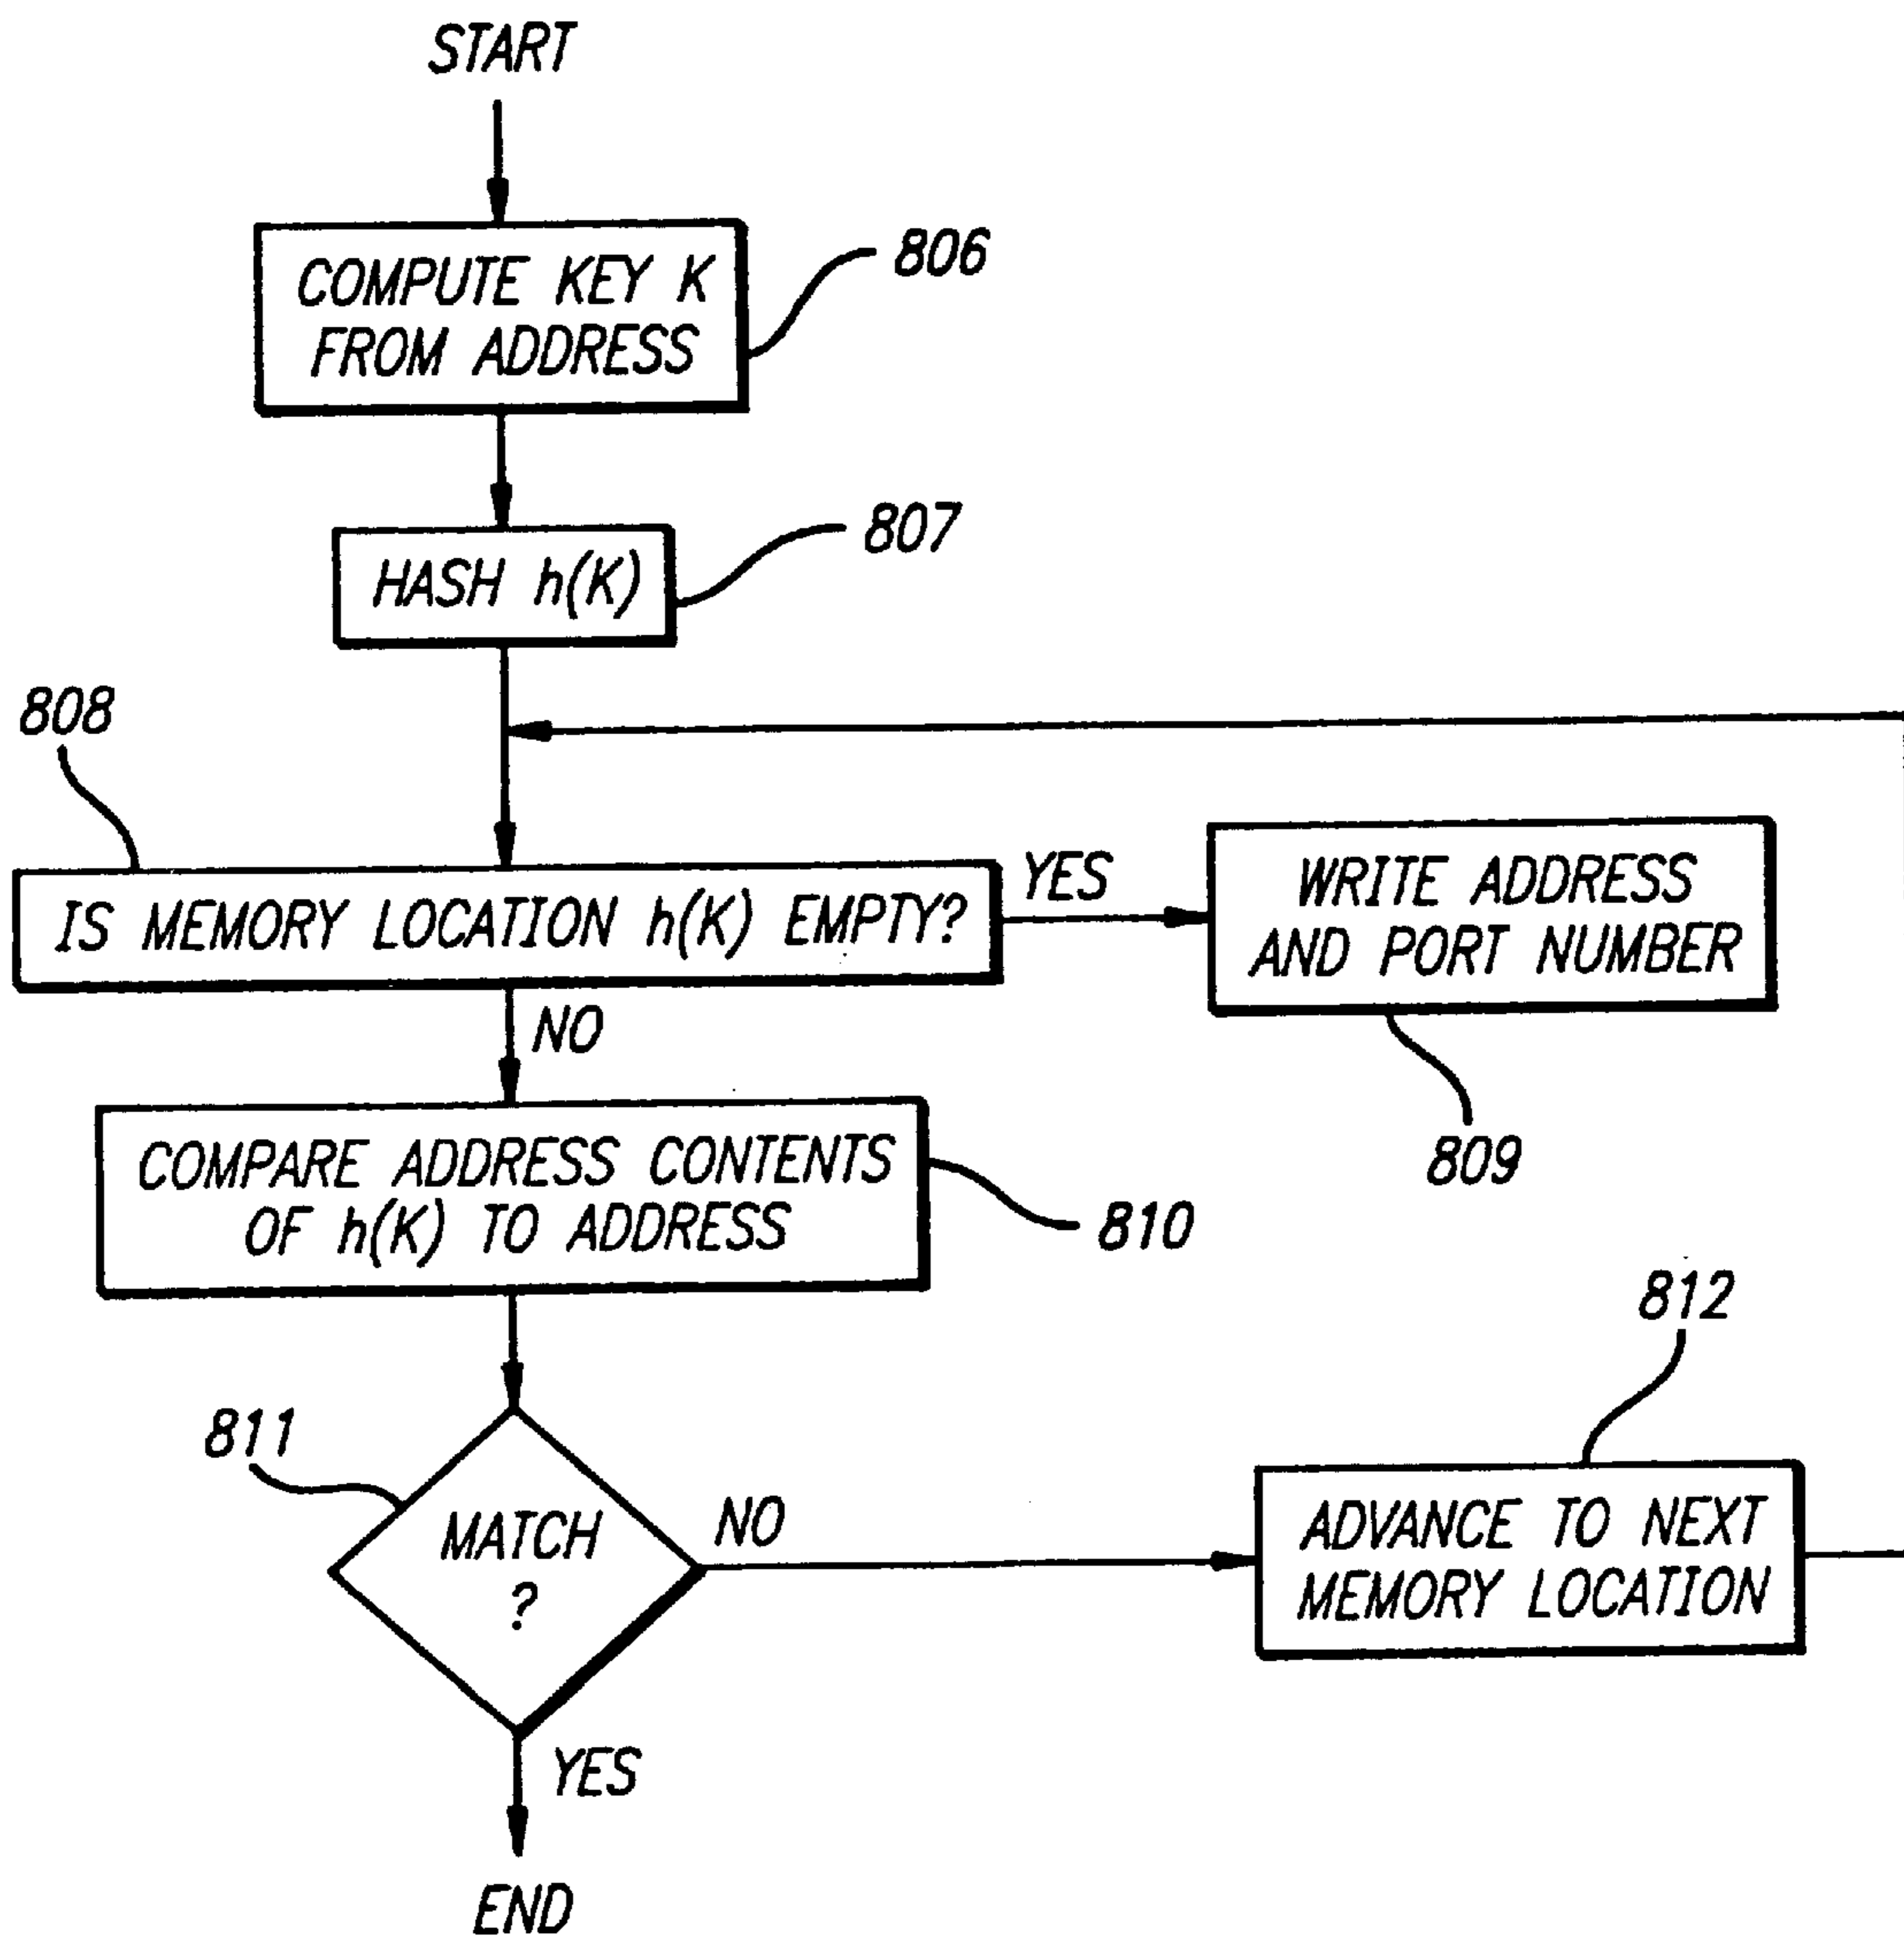 START
COMPUTE KEY K
FROM ADDRESS
806
HASH h(K)
807
808
IS MEMORY LOCATION h(K) EMPTY?
YES
WRITE ADDRESS
AND PORT NUMBER
809
NO
COMPARE ADDRESS CONTENTS
OF h(K) TO ADDRESS
810
811
MATCH
?
NO
812
ADVANCE TO NEXT
MEMORY LOCATION
YES
END